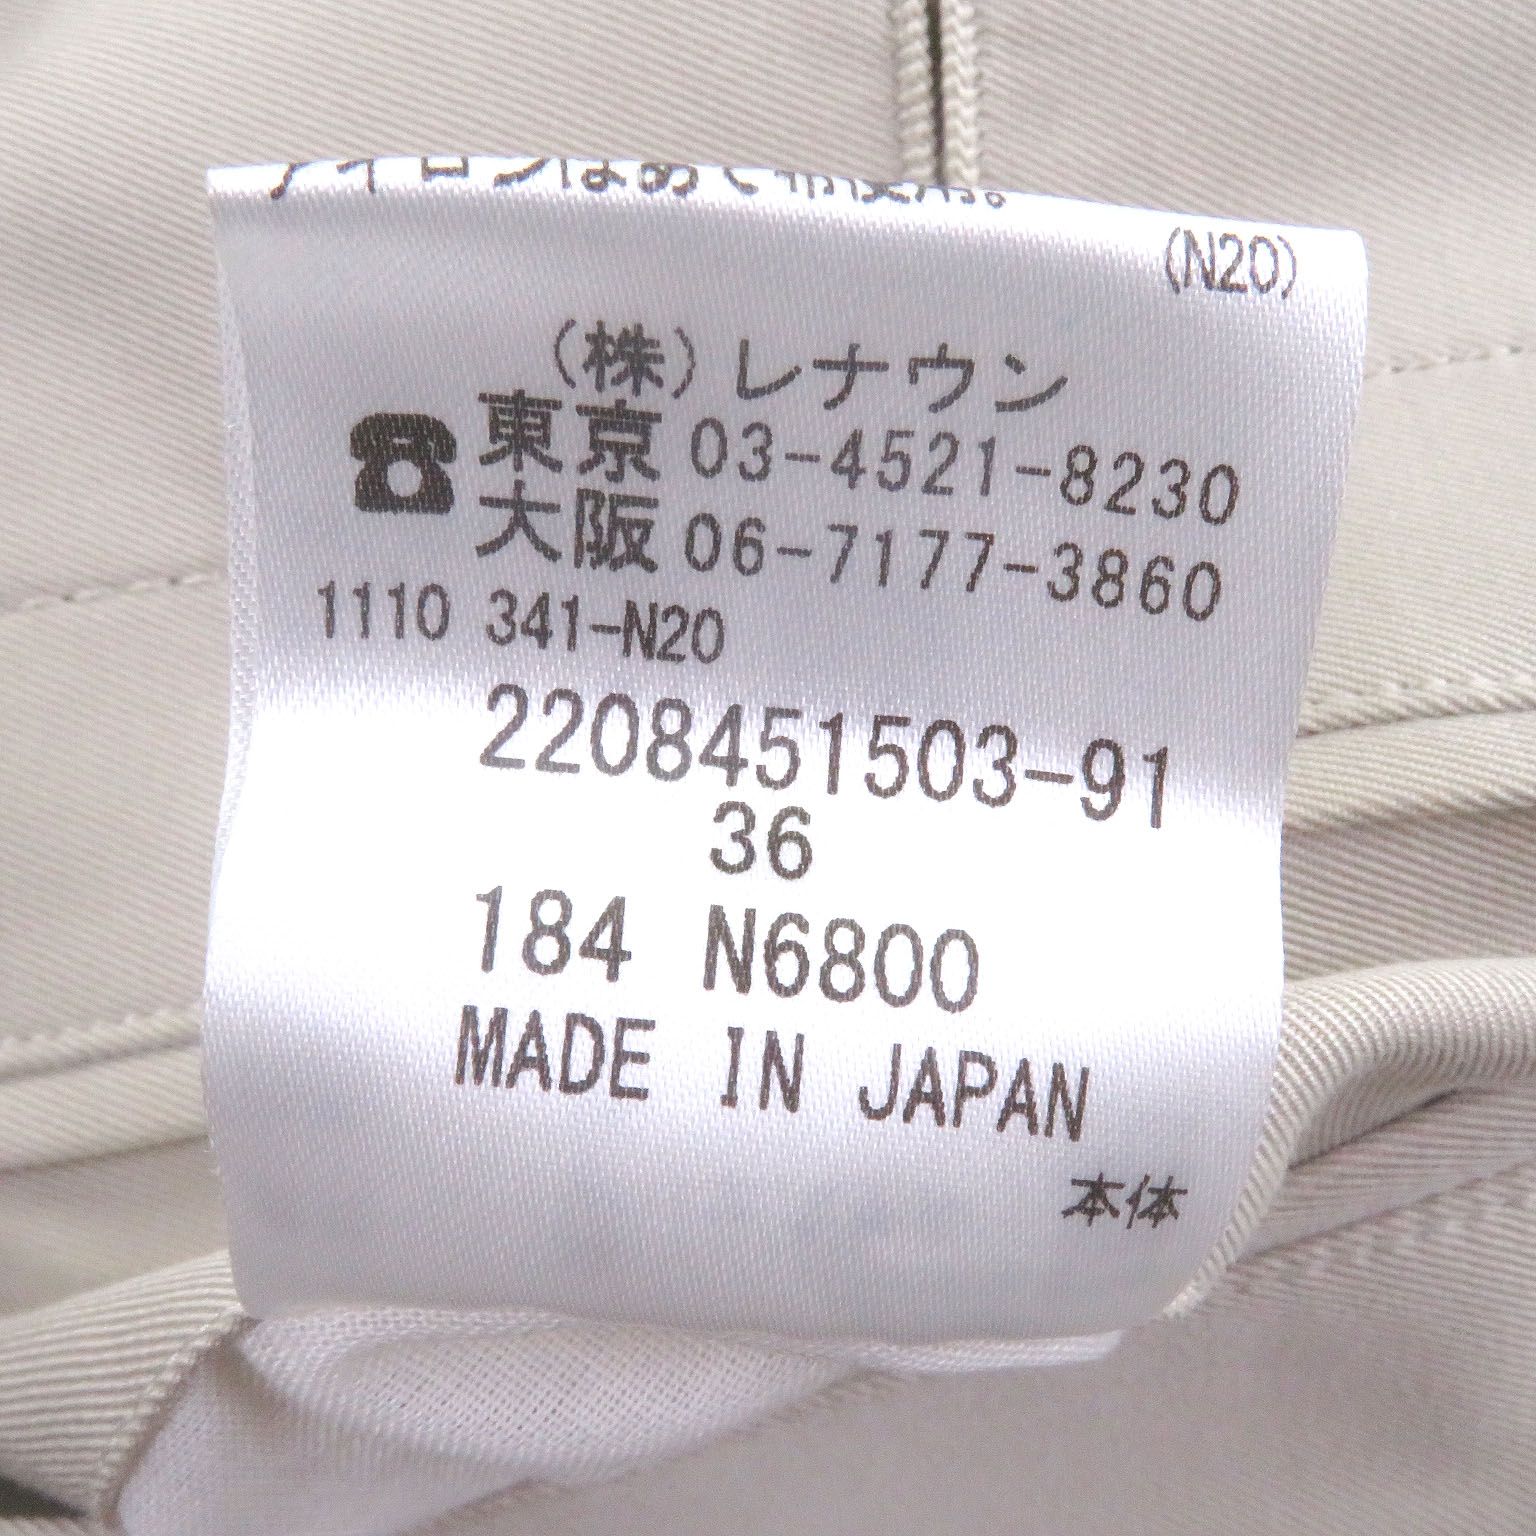 (N20)
(株)レナウン
東京 03-4521-8230
大阪 06-7177-3860
1110 341-N20
2208451503-91
36
184 N6800
MADE IN JAPAN
本体